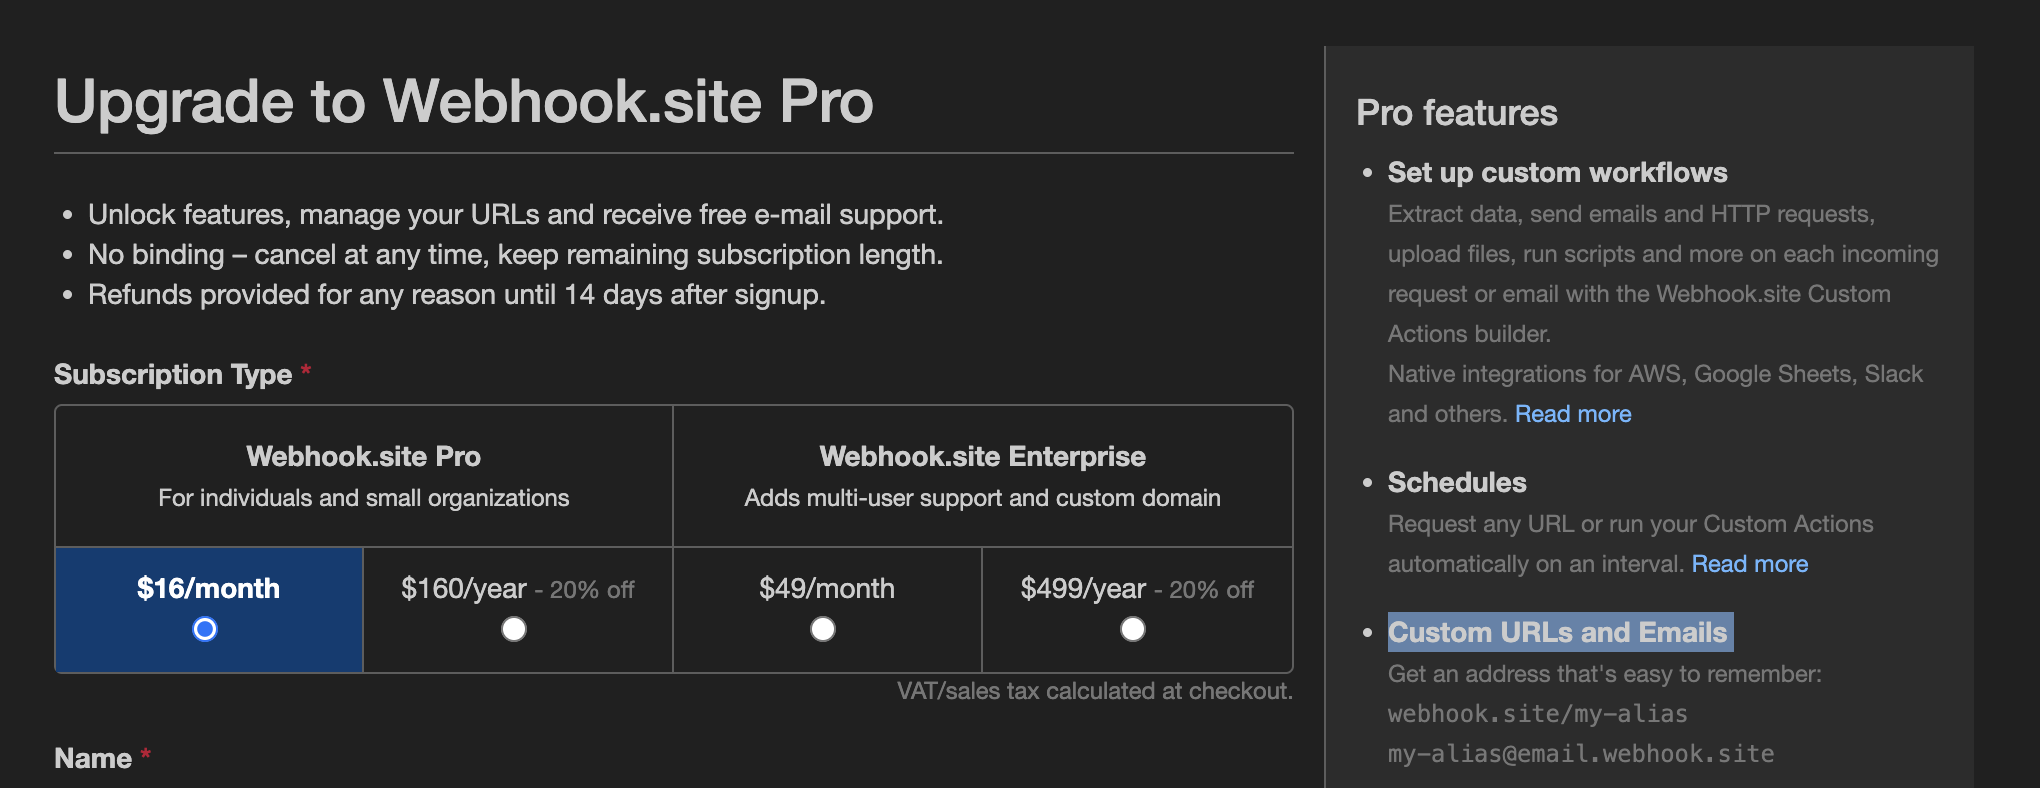 Upgrade to Webhook.site Pro
• Unlock features, manage your URLs and receive free e-mail support.
• No binding – cancel at any time, keep remaining subscription length.
• Refunds provided for any reason until 14 days after signup.
Subscription Type *
Webhook.site Pro
For individuals and small organizations
Webhook.site Enterprise
Adds multi-user support and custom domain
$16/month
$160/year - 20% off
$49/month
$499/year - 20% off
VAT/sales tax calculated at checkout.
Name *
Pro features
• Set up custom workflows
Extract data, send emails and HTTP requests,
upload files, run scripts and more on each incoming
request or email with the Webhook.site Custom
Actions builder.
Native integrations for AWS, Google Sheets, Slack
and others. Read more
• Schedules
Request any URL or run your Custom Actions
automatically on an interval. Read more
• Custom URLs and Emails
Get an address that's easy to remember:
webhook.site/my-alias
my-alias@email.webhook.site